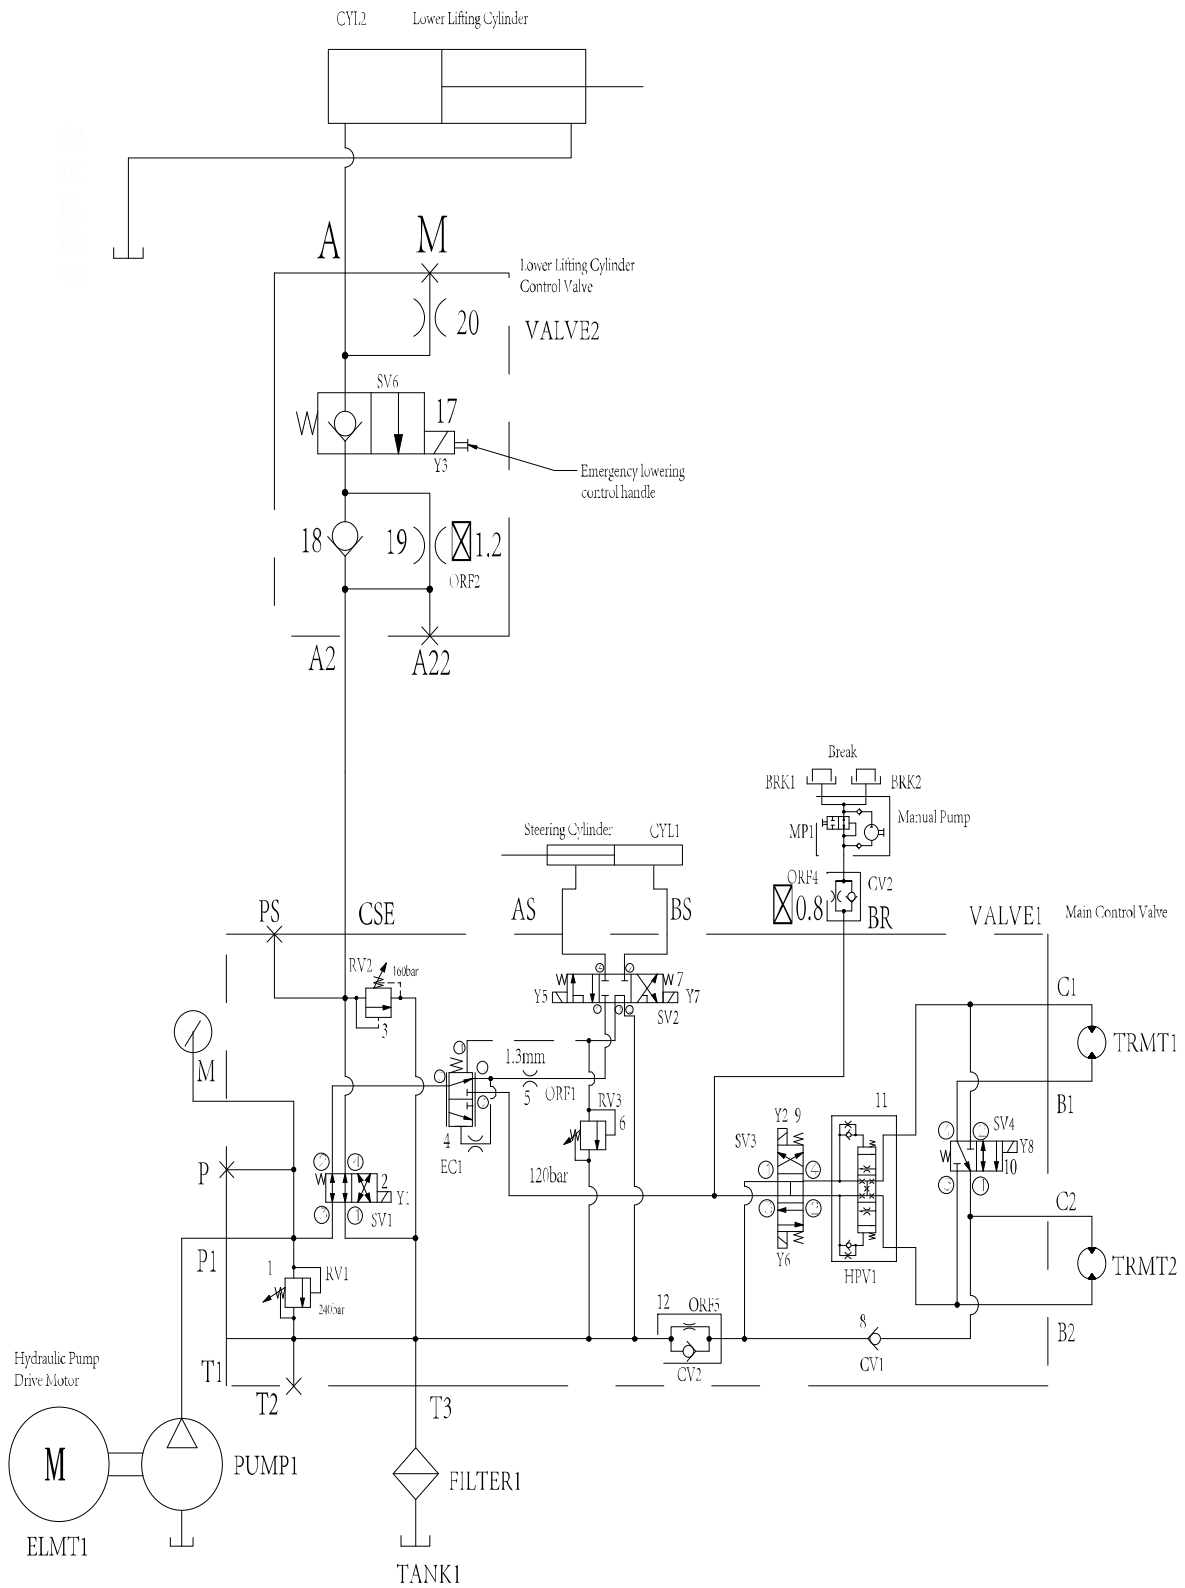 CYL2
Lower Lifting Cylinder
A
M
Lower Lifting Cylinder
Control Valve
20
VALVE2
SV6
17
Y3
Emergency lowering
control handle
18
19
1.2
ORF2
A2
A22
Break
BRK1
BRK2
Manual Pump
MP1
Steering Cylinder
CYL1
ORF4
CV2
0.8
BR
PS
CSE
AS
BS
VALVE1
Main Control Valve
RV2
160bar
3
Y5
7
Y7
SV2
C1
M
1.3mm
5
ORF1
TRMT1
RV3
6
4
EC1
120bar
Y2
9
SV3
11
B1
SV4
Y8
10
P
2
Y1
SV1
C2
P1
1
RV1
240bar
Y6
HPV1
TRMT2
12
ORF5
8
CV1
B2
CV2
T1
T2
T3
Hydraulic Pump
Drive Motor
M
PUMP1
FILTER1
ELMT1
TANK1